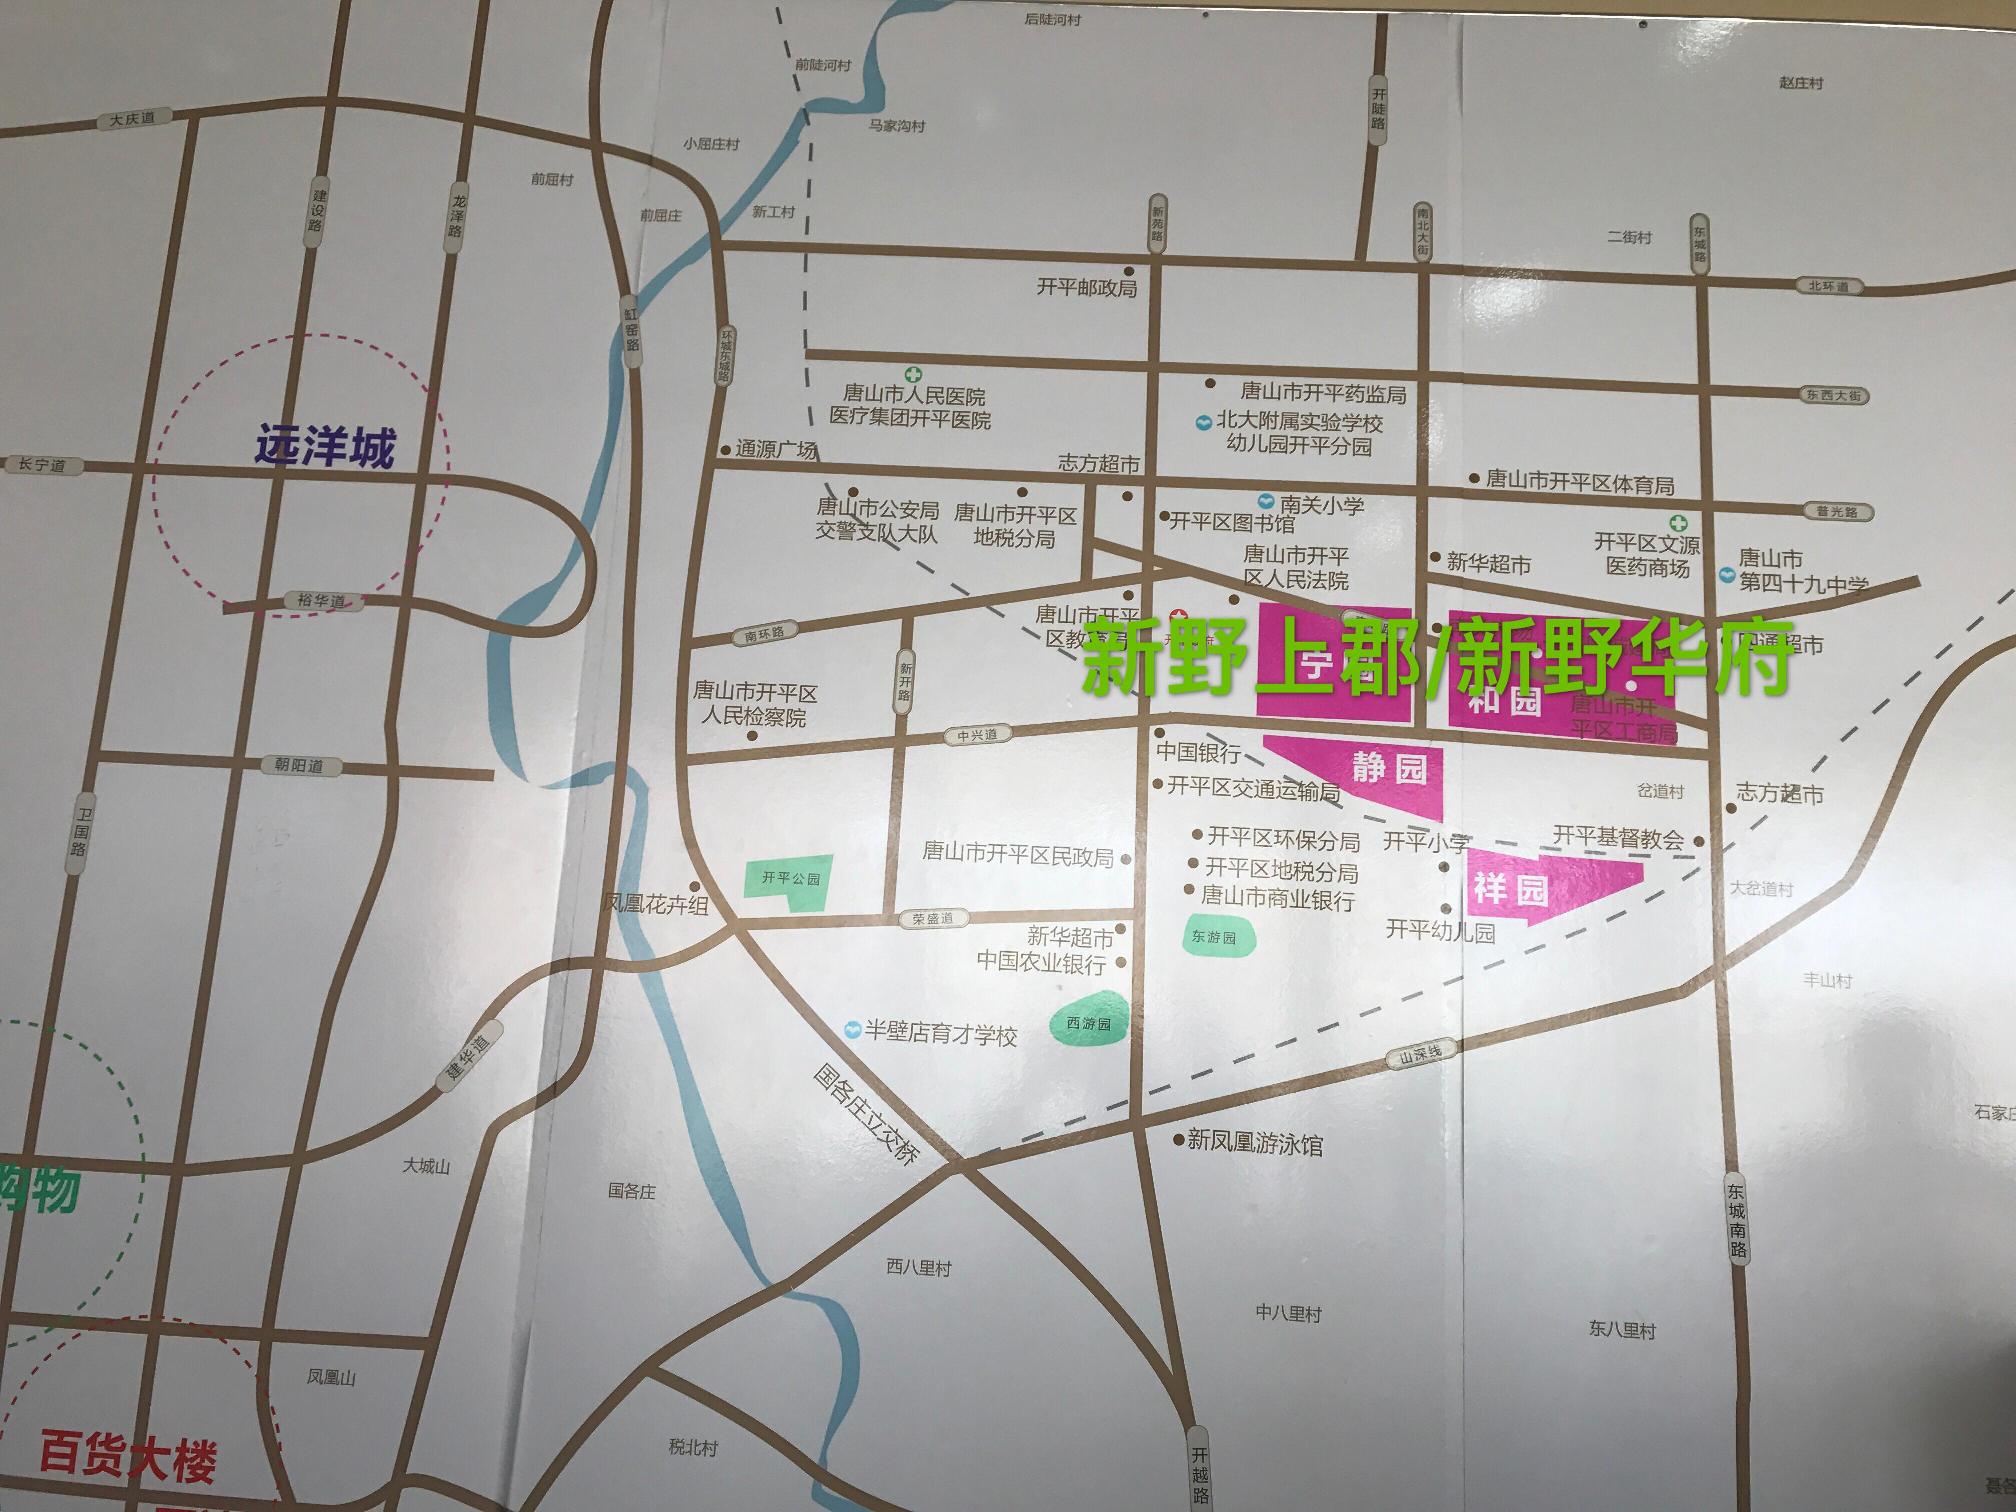 后陡河村
前陡河村
赵庄村
开陡路
大庆道
马家沟村
小屈庄村
前屈村
建设路
龙泽路
前屈庄
新工村
新苑路
南北大街
东城路
二街村
开平邮政局
北环道
缸窑路
环城东城路
唐山市人民医院
医疗集团开平医院
唐山市开平药监局
东西大街
北大附属实验学校
幼儿园开平分园
远洋城
长宁道
通源广场
志方超市
唐山市开平区体育局
唐山市公安局
交警支队大队
唐山市开平区
地税分局
南关小学
开平区图书馆
普光路
唐山市开平
区人民法院
新华超市
开平区文源
医药商场
唐山市
第四十九中学
裕华道
南环路
唐山市开平
新野上郡/新野华府
宁
通超市
新开路
唐山市开平区
人民检察院
和园
唐山市开
平区工商局
中兴道
中国银行
静园
朝阳道
开平区交通运输局
岔道村
志方超市
卫国路
开平区环保分局
开平小学
开平基督教会
唐山市开平区民政局
开平区地税分局
开平公园
祥园
大岔道村
唐山市商业银行
凤凰花卉组
荣盛道
东游园
开平幼儿园
新华超市
中国农业银行
丰山村
西游园
半壁店育才学校
建华道
山深线
国各庄立交桥
石家庄
新凤凰游泳馆
大城山
购物
国各庄
东城南路
西八里村
中八里村
东八里村
凤凰山
百货大楼
税北村
开越路